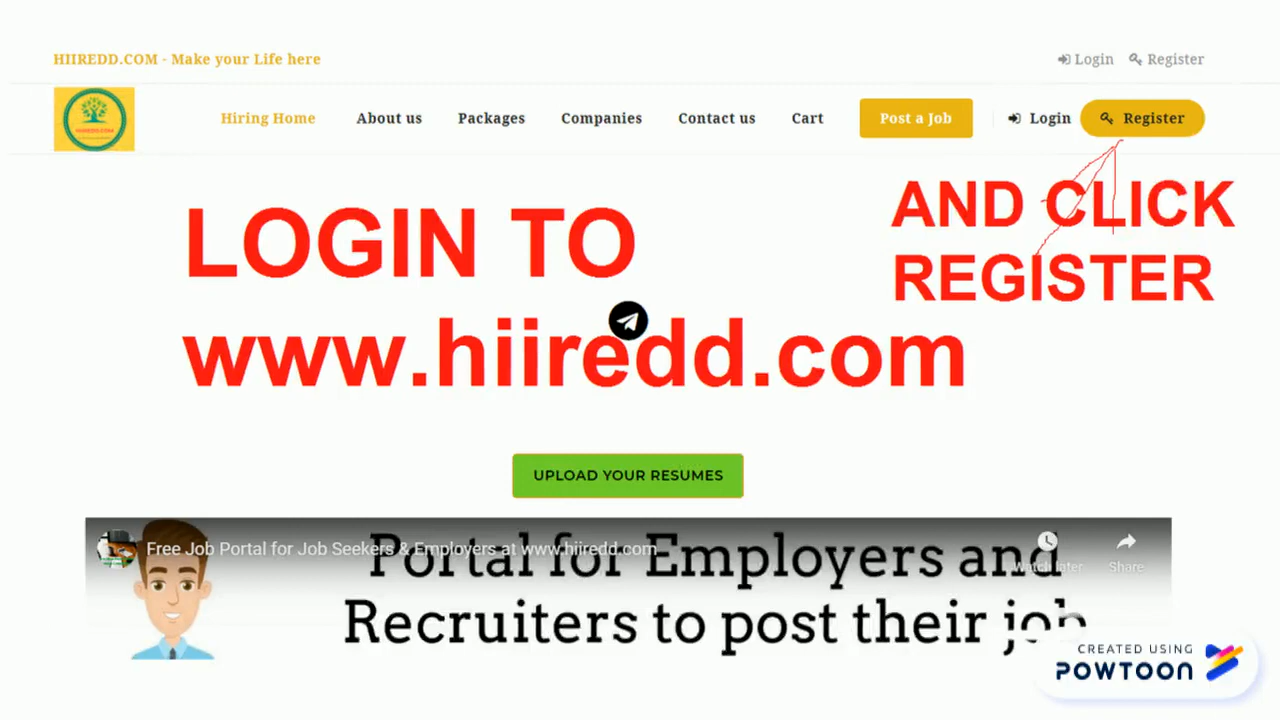 HIIREDD.COM - Make your Life here
Login Register
HIIREDD.COM
Hiring Home About us Packages Companies Contact us Cart Post a Job Login Register
AND CLICK
REGISTER
LOGIN TO
www.hiiredd.com
UPLOAD YOUR RESUMES
Free Job Portal for Job Seekers & Employers at www.hiiredd.com
Watch later Share
Portal for Employers and
Recruiters to post their job
CREATED USING
POWTOON